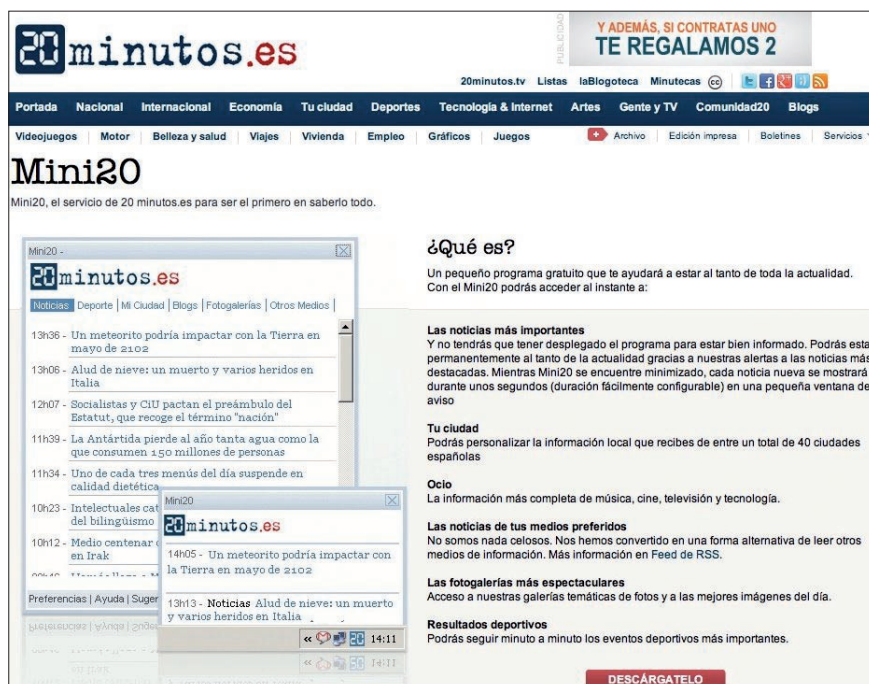 20minutos.es
PUBLICIDAD
Y ADEMÁS, SI CONTRATAS UNO
TE REGALAMOS 2
20minutos.tv Listas laBlogoteca Minutecas cc
Portada Nacional Internacional Economía Tu ciudad Deportes Tecnología & Internet Artes Gente y TV Comunidad20 Blogs
Videojuegos Motor Belleza y salud Viajes Vivienda Empleo Gráficos Juegos Archivo Edición impresa Boletines Servicios
Mini20
Mini20, el servicio de 20 minutos.es para ser el primero en saberlo todo.
Mini20 -
20minutos.es
Noticias | Deporte | Mi Ciudad | Blogs | Fotogalerías | Otros Medios |
13h36 - Un meteorito podría impactar con la Tierra en
mayo de 2102
13h06 - Alud de nieve: un muerto y varios heridos en
Italia
12h07 - Socialistas y CiU pactan el preámbulo del
Estatut, que recoge el término "nación"
11h39 - La Antártida pierde al año tanta agua como la
que consumen 150 millones de personas
11h34 - Uno de cada tres menús del día suspende en
calidad dietética
10h23 - Intelectuales cat
del bilingüismo
10h12 - Medio centenar
en Irak
Preferencias | Ayuda | Suger
Mini20
20minutos.es
14h05 - Un meteorito podría impactar con
la Tierra en mayo de 2102
13h13 - Noticias Alud de nieve: un muerto
y varios heridos en Italia
« 20 14:11
¿Qué es?
Un pequeño programa gratuito que te ayudará a estar al tanto de toda la actualidad.
Con el Mini20 podrás acceder al instante a:
Las noticias más importantes
Y no tendrás que tener desplegado el programa para estar bien informado. Podrás esta
permanentemente al tanto de la actualidad gracias a nuestras alertas a las noticias más
destacadas. Mientras Mini20 se encuentre minimizado, cada noticia nueva se mostrará
durante unos segundos (duración fácilmente configurable) en una pequeña ventana de
aviso
Tu ciudad
Podrás personalizar la información local que recibes de entre un total de 40 ciudades
españolas
Ocio
La información más completa de música, cine, televisión y tecnología.
Las noticias de tus medios preferidos
No somos nada celosos. Nos hemos convertido en una forma alternativa de leer otros
medios de información. Más información en Feed de RSS.
Las fotogalerías más espectaculares
Acceso a nuestras galerías temáticas de fotos y a las mejores imágenes del día.
Resultados deportivos
Podrás seguir minuto a minuto los eventos deportivos más importantes.
DESCÁRGATELO